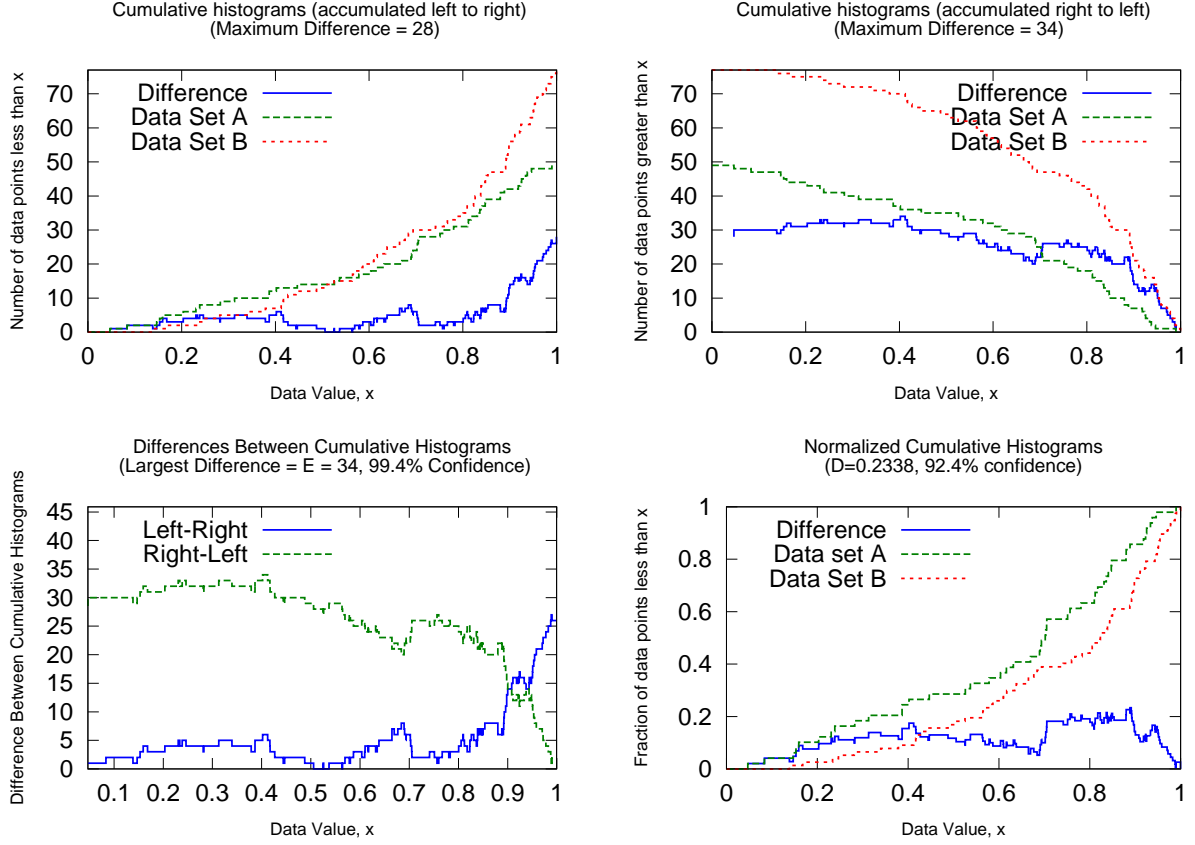 Cumulative histograms (accumulated left to right)
(Maximum Difference = 28)
Number of data points less than x
70
60
50
40
30
20
10
0
Difference
Data Set A
Data Set B
0 0.2 0.4 0.6 0.8 1
Data Value, x
Cumulative histograms (accumulated right to left)
(Maximum Difference = 34)
Number of data points greater than x
70
60
50
40
30
20
10
0
Difference
Data Set A
Data Set B
0 0.2 0.4 0.6 0.8 1
Data Value, x
Differences Between Cumulative Histograms
(Largest Difference = E = 34, 99.4% Confidence)
Difference Between Cumulative Histograms
45
40
35
30
25
20
15
10
5
0
Left-Right
Right-Left
0.1 0.2 0.3 0.4 0.5 0.6 0.7 0.8 0.9 1
Data Value, x
Normalized Cumulative Histograms
(D=0.2338, 92.4% confidence)
Fraction of data points less than x
1
0.8
0.6
0.4
0.2
0
Difference
Data set A
Data Set B
0 0.2 0.4 0.6 0.8 1
Data Value, x